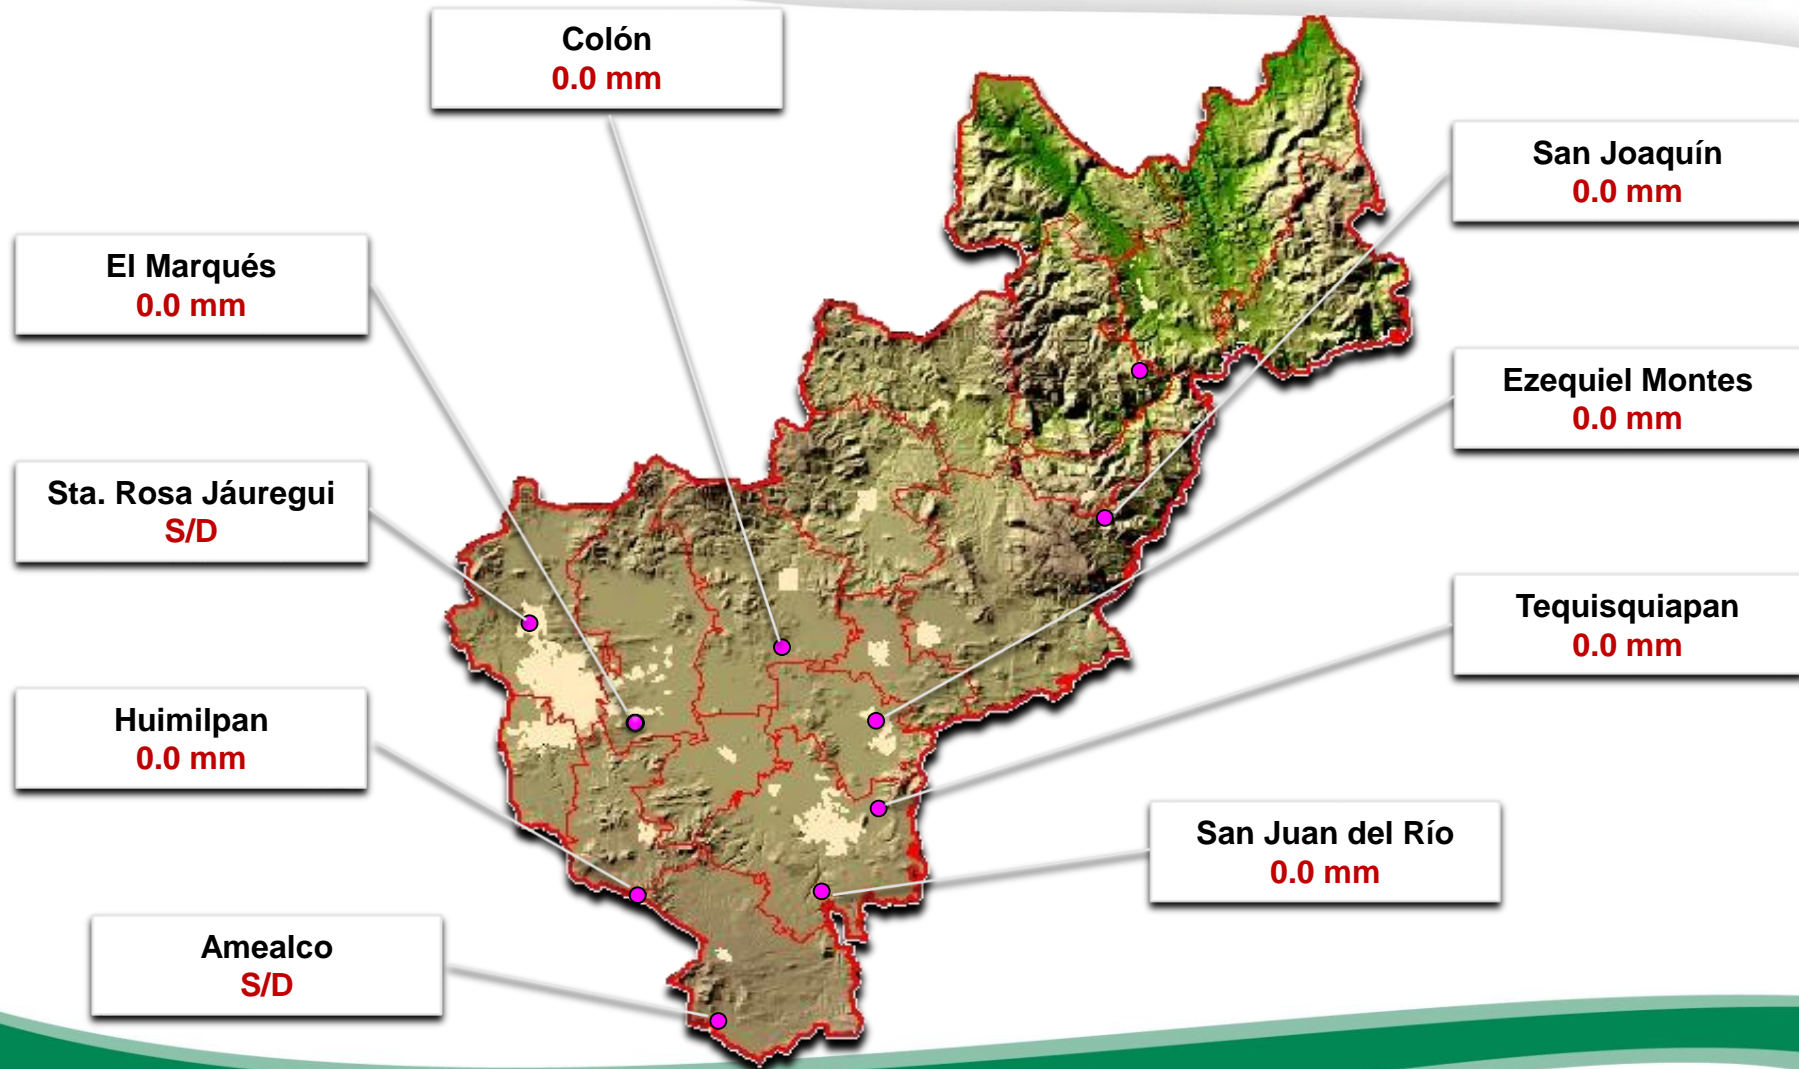 Colón
0.0 mm
San Joaquín
0.0 mm
El Marqués
0.0 mm
Ezequiel Montes
0.0 mm
Sta. Rosa Jáuregui
S/D
Tequisquiapan
0.0 mm
Huimilpan
0.0 mm
San Juan del Río
0.0 mm
Amealco
S/D